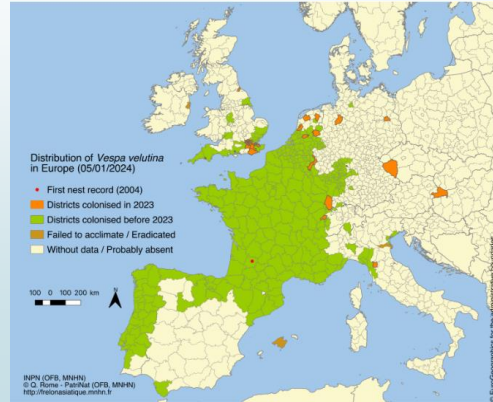 Distribution of Vespa velutina
in Europe (05/01/2024)
First nest record (2004)
Districts colonised in 2023
Districts colonised before 2023
Failed to acclimate / Eradicated
Without data / Probably absent
100 0 100 200 km
N
INPN (OFB, MNHN)
© Q. Rome - PatriNat (OFB, MNHN)
http://frelonasiatique.mnhn.fr